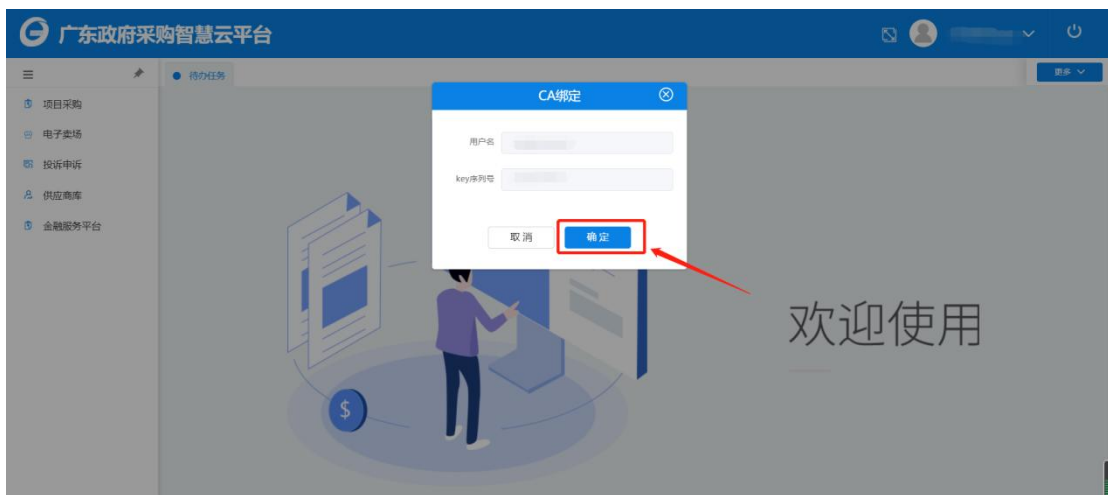 广东政府采购智慧云平台
待办任务
更多
项目采购
电子卖场
投诉申诉
供应商库
金融服务平台
CA绑定
用户名
key序列号
取消
确定
$
欢迎使用